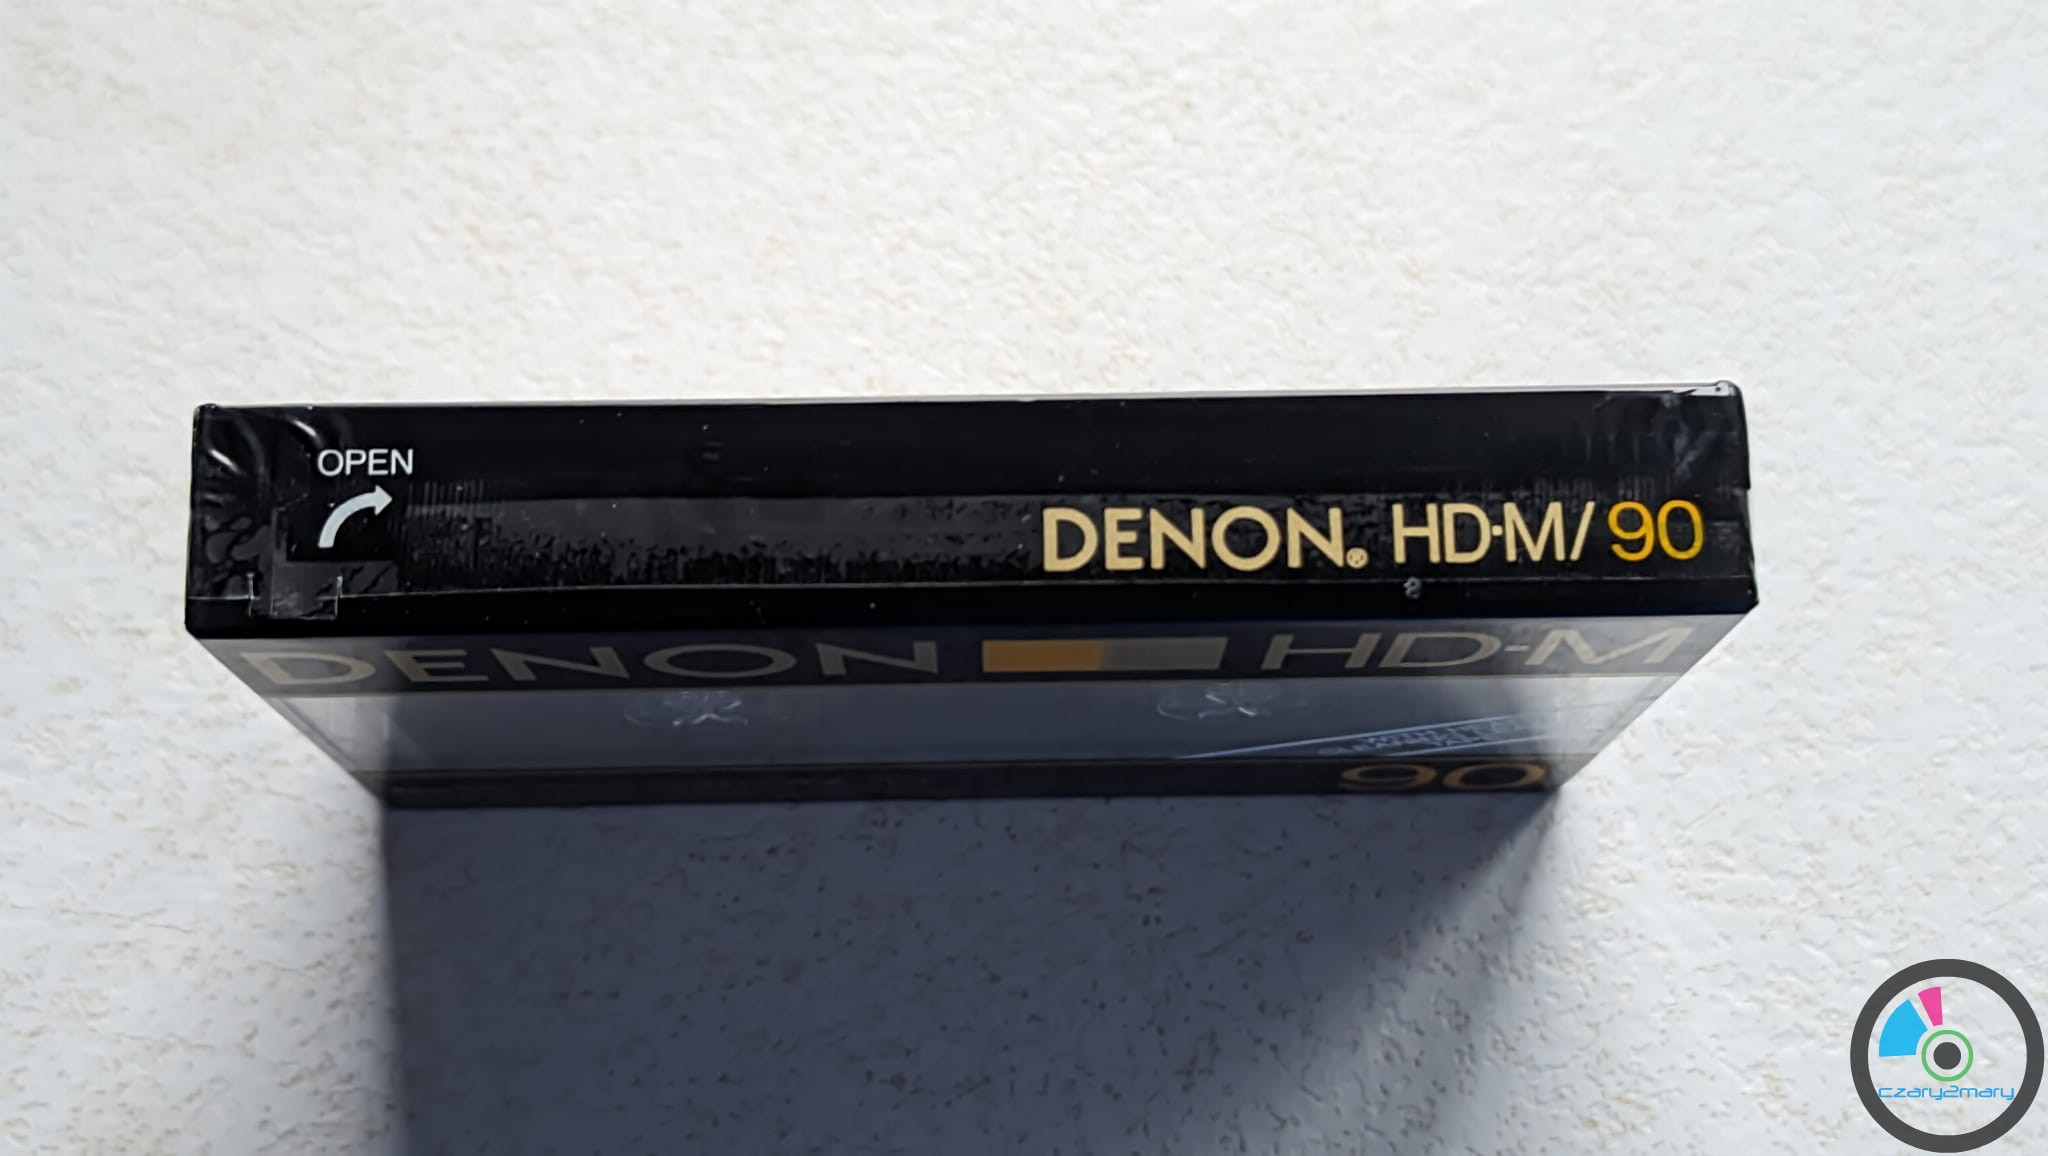 OPEN
DENON® HD·M/90
DENON HD·M
90
czary2mary